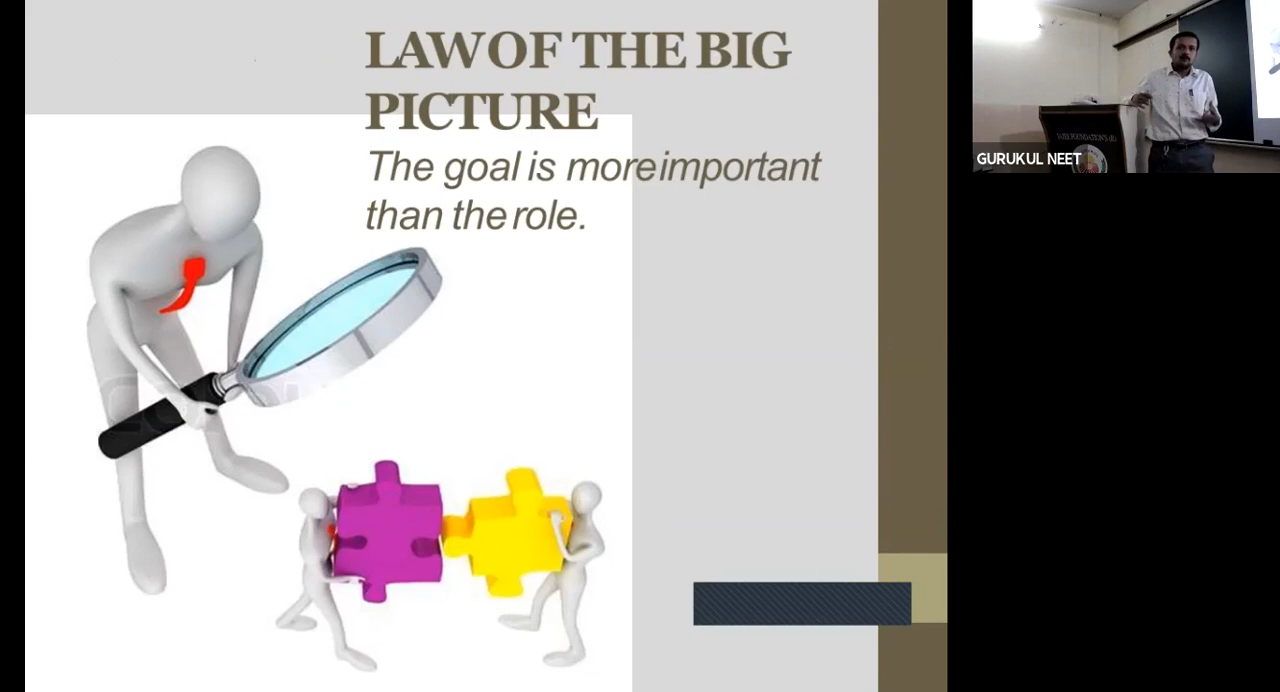 LAW OF THE BIG
PICTURE
The goal is more important
than the role.
GURUKUL NEET